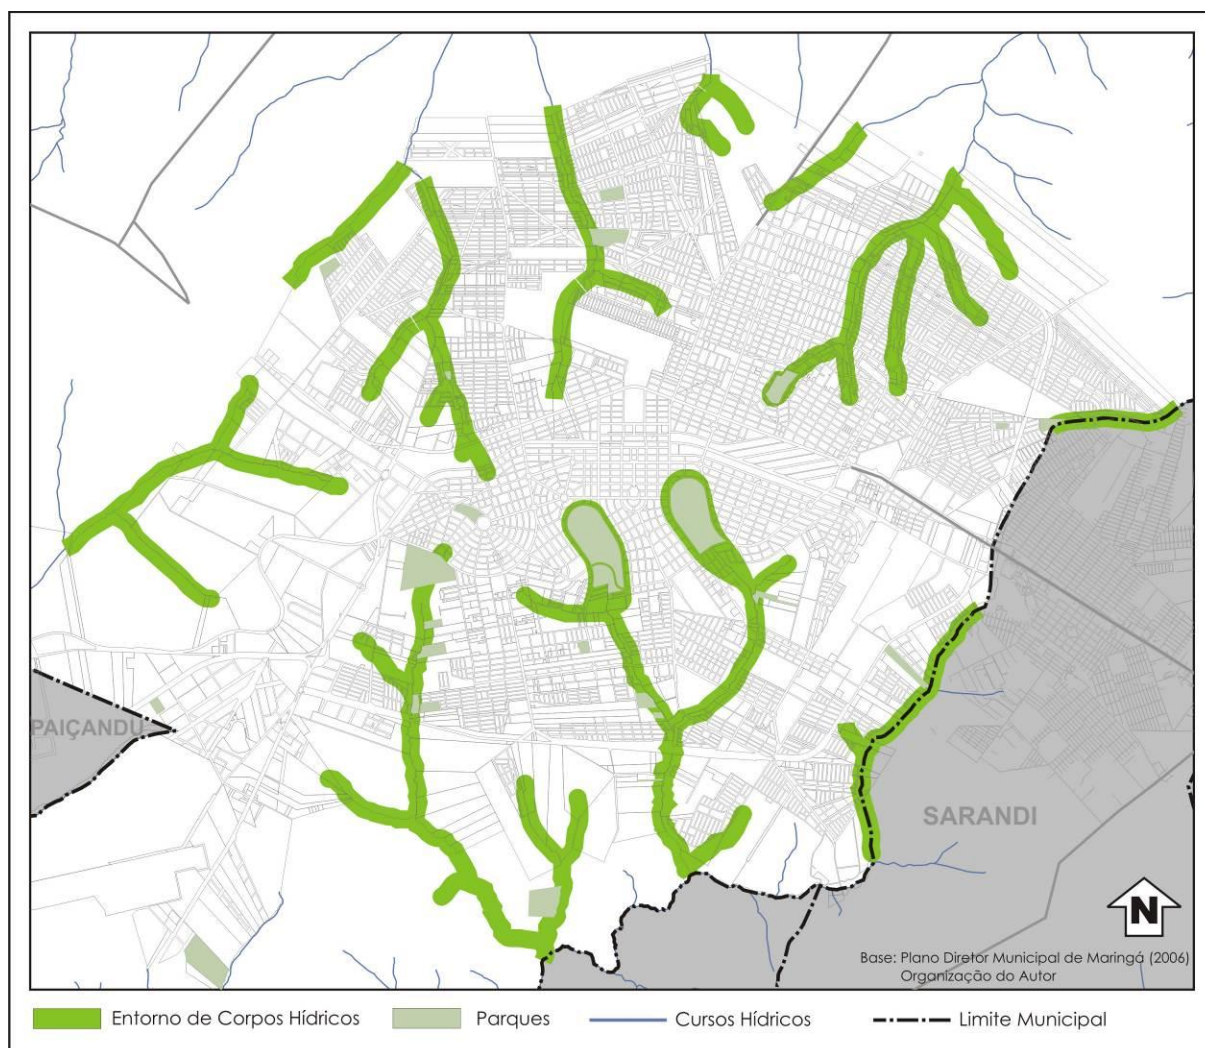 PAIÇANDU
SARANDI
N
Base: Plano Diretor Municipal de Maringá (2006)
Organização do Autor
Entorno de Corpos Hídricos
Parques
Cursos Hídricos
Limite Municipal